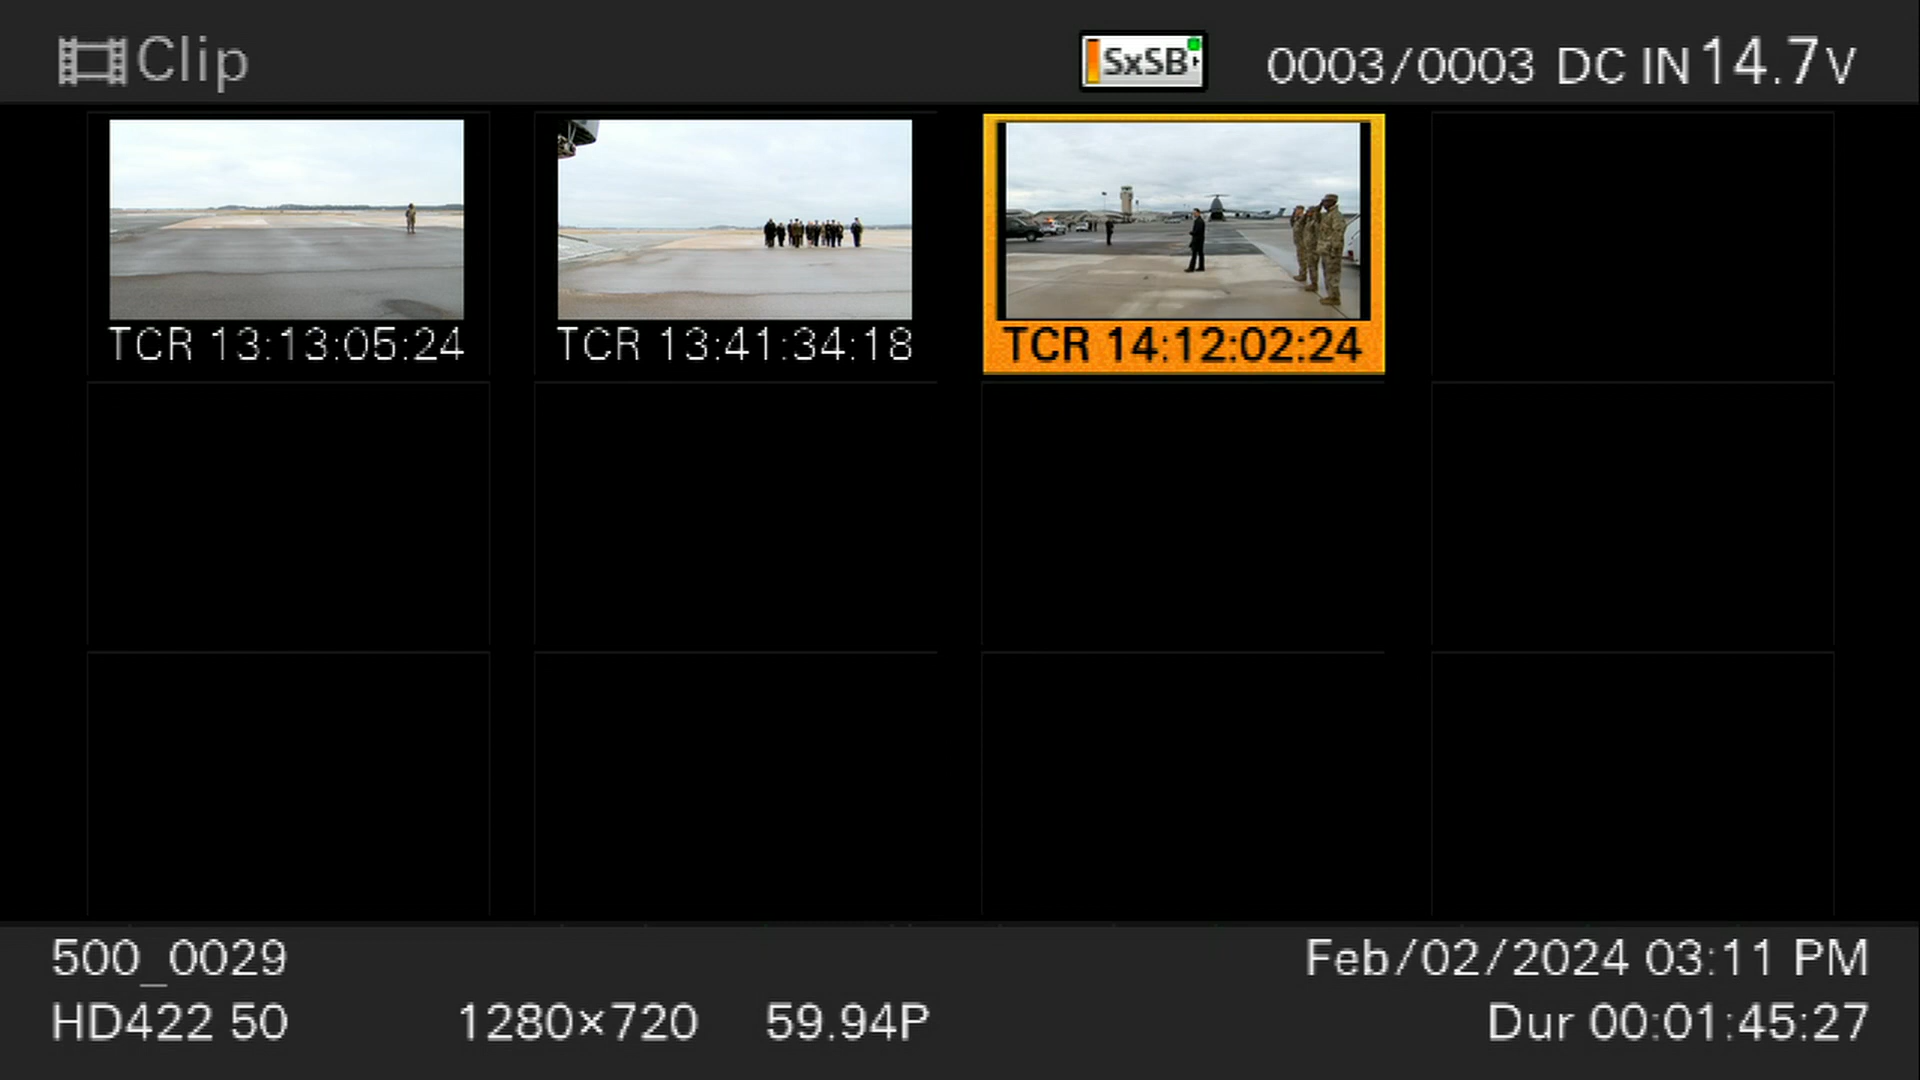 Clip
SxSB
0003/0003 DC IN 14.7V
TCR 13:13:05:24
TCR 13:41:34:18
TCR 14:12:02:24
500_0029
Feb/02/2024 03:11 PM
HD422 50
1280×720
59.94P
Dur 00:01:45:27